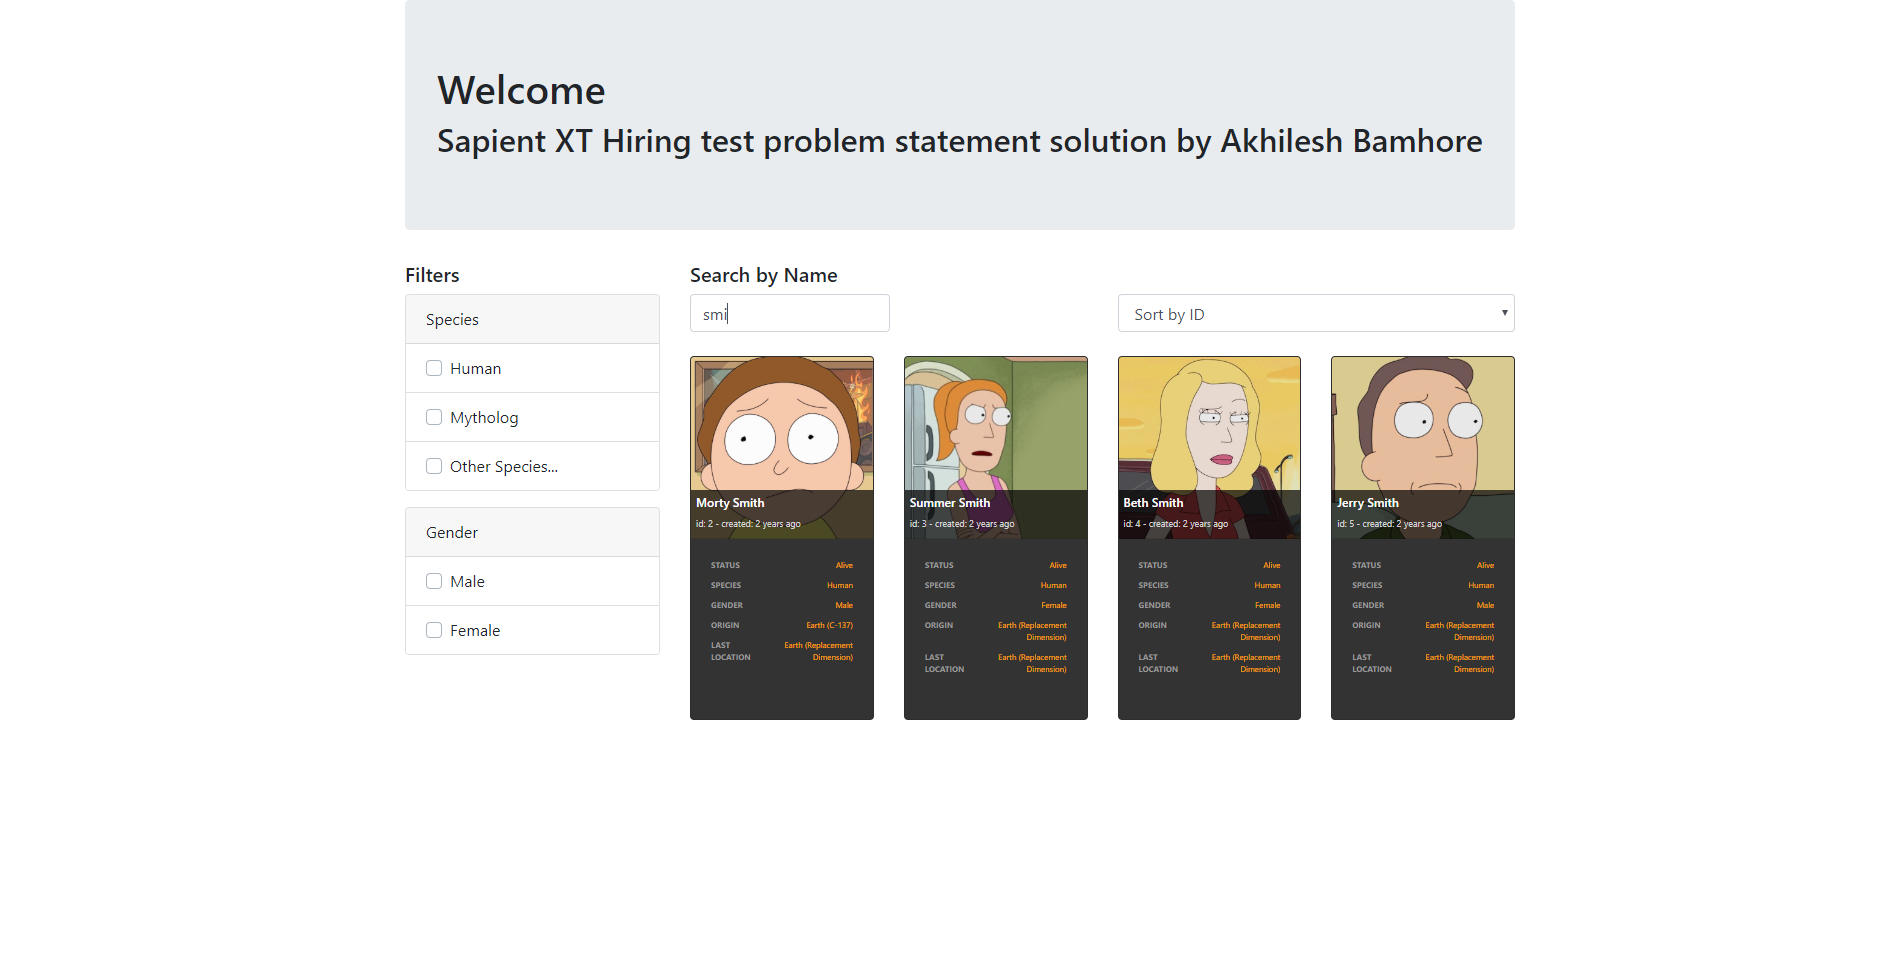 Welcome
Sapient XT Hiring test problem statement solution by Akhilesh Bamhore
Filters
Species
Human
Mytholog
Other Species...
Gender
Male
Female
Search by Name
smi
Sort by ID
Morty Smith
id: 2 - created: 2 years ago
STATUS Alive
SPECIES Human
GENDER Male
ORIGIN Earth (C-137)
LAST Earth (Replacement
LOCATION Dimension)
Summer Smith
id: 3 - created: 2 years ago
STATUS Alive
SPECIES Human
GENDER Female
ORIGIN Earth (Replacement
Dimension)
LAST Earth (Replacement
LOCATION Dimension)
Beth Smith
id: 4 - created: 2 years ago
STATUS Alive
SPECIES Human
GENDER Female
ORIGIN Earth (Replacement
Dimension)
LAST Earth (Replacement
LOCATION Dimension)
Jerry Smith
id: 5 - created: 2 years ago
STATUS Alive
SPECIES Human
GENDER Male
ORIGIN Earth (Replacement
Dimension)
LAST Earth (Replacement
LOCATION Dimension)